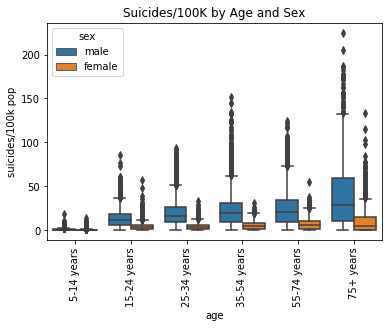 Suicides/100K by Age and Sex
sex
male
female
suicides/100k pop
200
150
100
50
0
5-14 years
15-24 years
25-34 years
35-54 years
55-74 years
75+ years
age